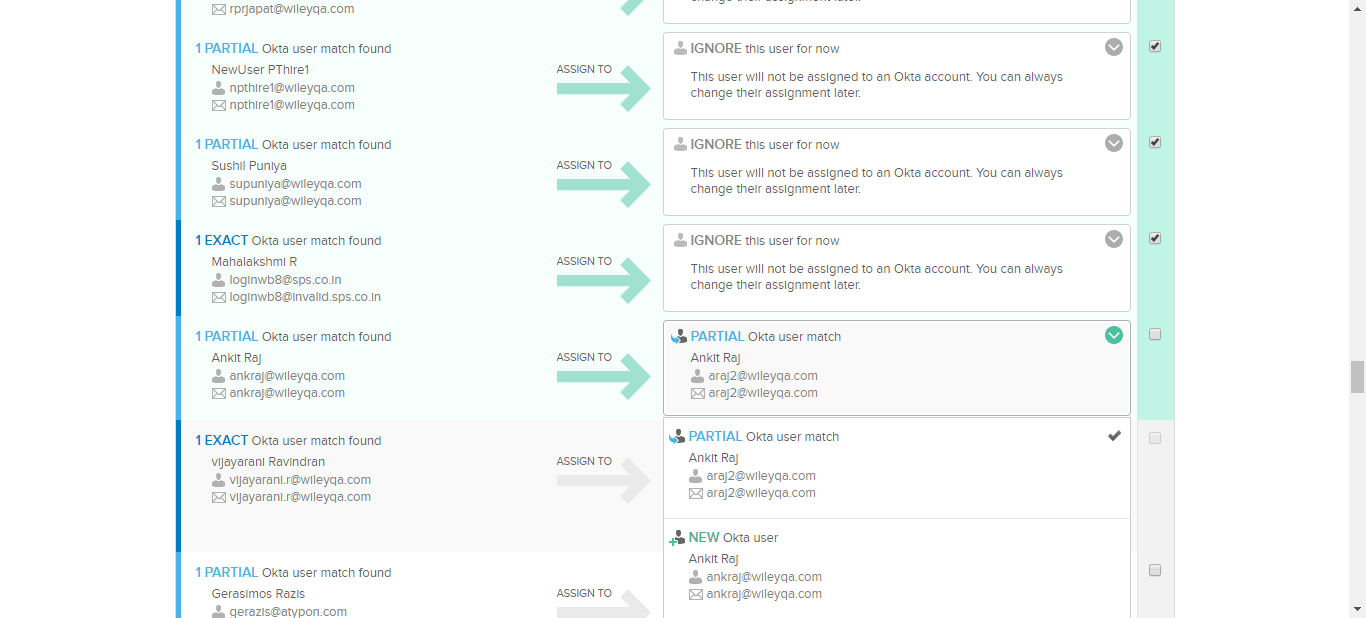 rprjapat@wileyqa.com
change their assignment later.
1 PARTIAL Okta user match found
NewUser PThire1
npthire1@wileyqa.com
npthire1@wileyqa.com
ASSIGN TO
IGNORE this user for now
This user will not be assigned to an Okta account. You can always
change their assignment later.
1 PARTIAL Okta user match found
Sushil Puniya
supuniya@wileyqa.com
supuniya@wileyqa.com
ASSIGN TO
IGNORE this user for now
This user will not be assigned to an Okta account. You can always
change their assignment later.
1 EXACT Okta user match found
Mahalakshmi R
loginwb8@sps.co.in
loginwb8@invalid.sps.co.in
ASSIGN TO
IGNORE this user for now
This user will not be assigned to an Okta account. You can always
change their assignment later.
1 PARTIAL Okta user match found
Ankit Raj
ankraj@wileyqa.com
ankraj@wileyqa.com
ASSIGN TO
PARTIAL Okta user match
Ankit Raj
araj2@wileyqa.com
araj2@wileyqa.com
1 EXACT Okta user match found
vijayarani Ravindran
vijayarani.r@wileyqa.com
vijayarani.r@wileyqa.com
ASSIGN TO
PARTIAL Okta user match
Ankit Raj
araj2@wileyqa.com
araj2@wileyqa.com
NEW Okta user
Ankit Raj
ankraj@wileyqa.com
ankraj@wileyqa.com
1 PARTIAL Okta user match found
Gerasimos Razis
gerazis@atypon.com
ASSIGN TO